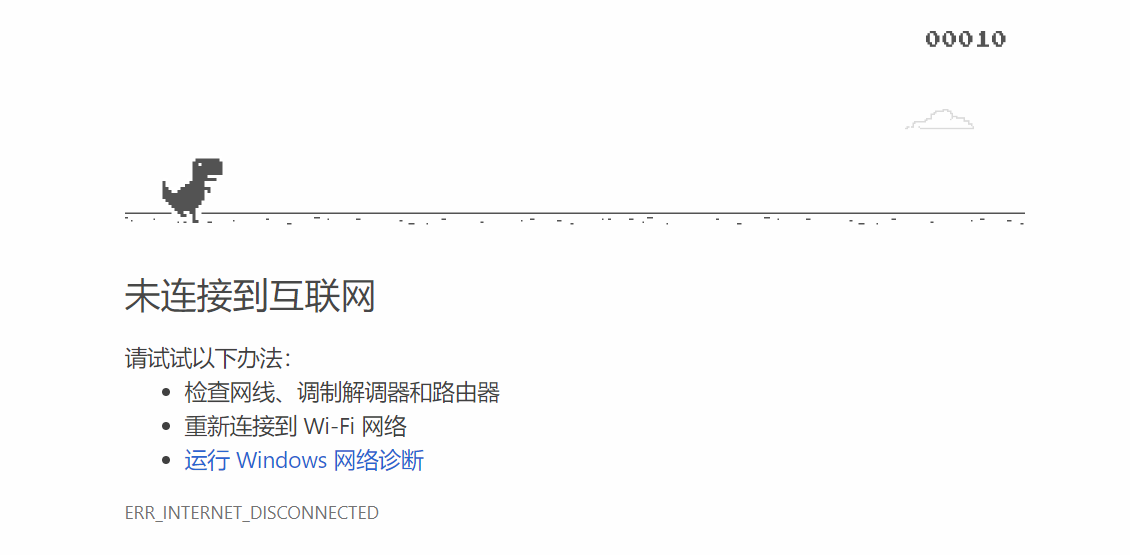 00010
未连接到互联网
请试试以下办法：
检查网线、调制解调器和路由器
重新连接到 Wi-Fi 网络
运行 Windows 网络诊断
ERR_INTERNET_DISCONNECTED